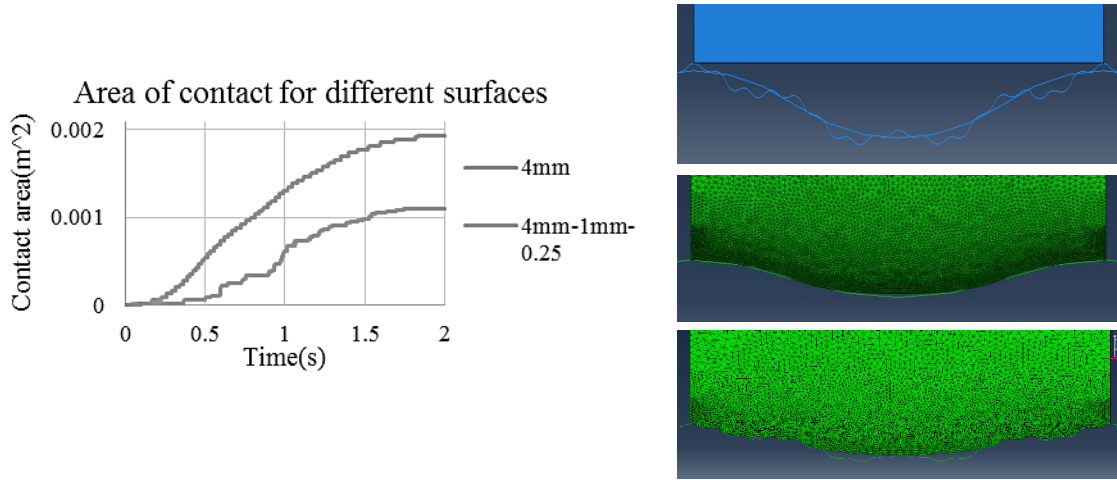 Area of contact for different surfaces
Contact area(m^2)
0.002
0.001
0
0
0.5
1
1.5
2
Time(s)
4mm
4mm-1mm-
0.25